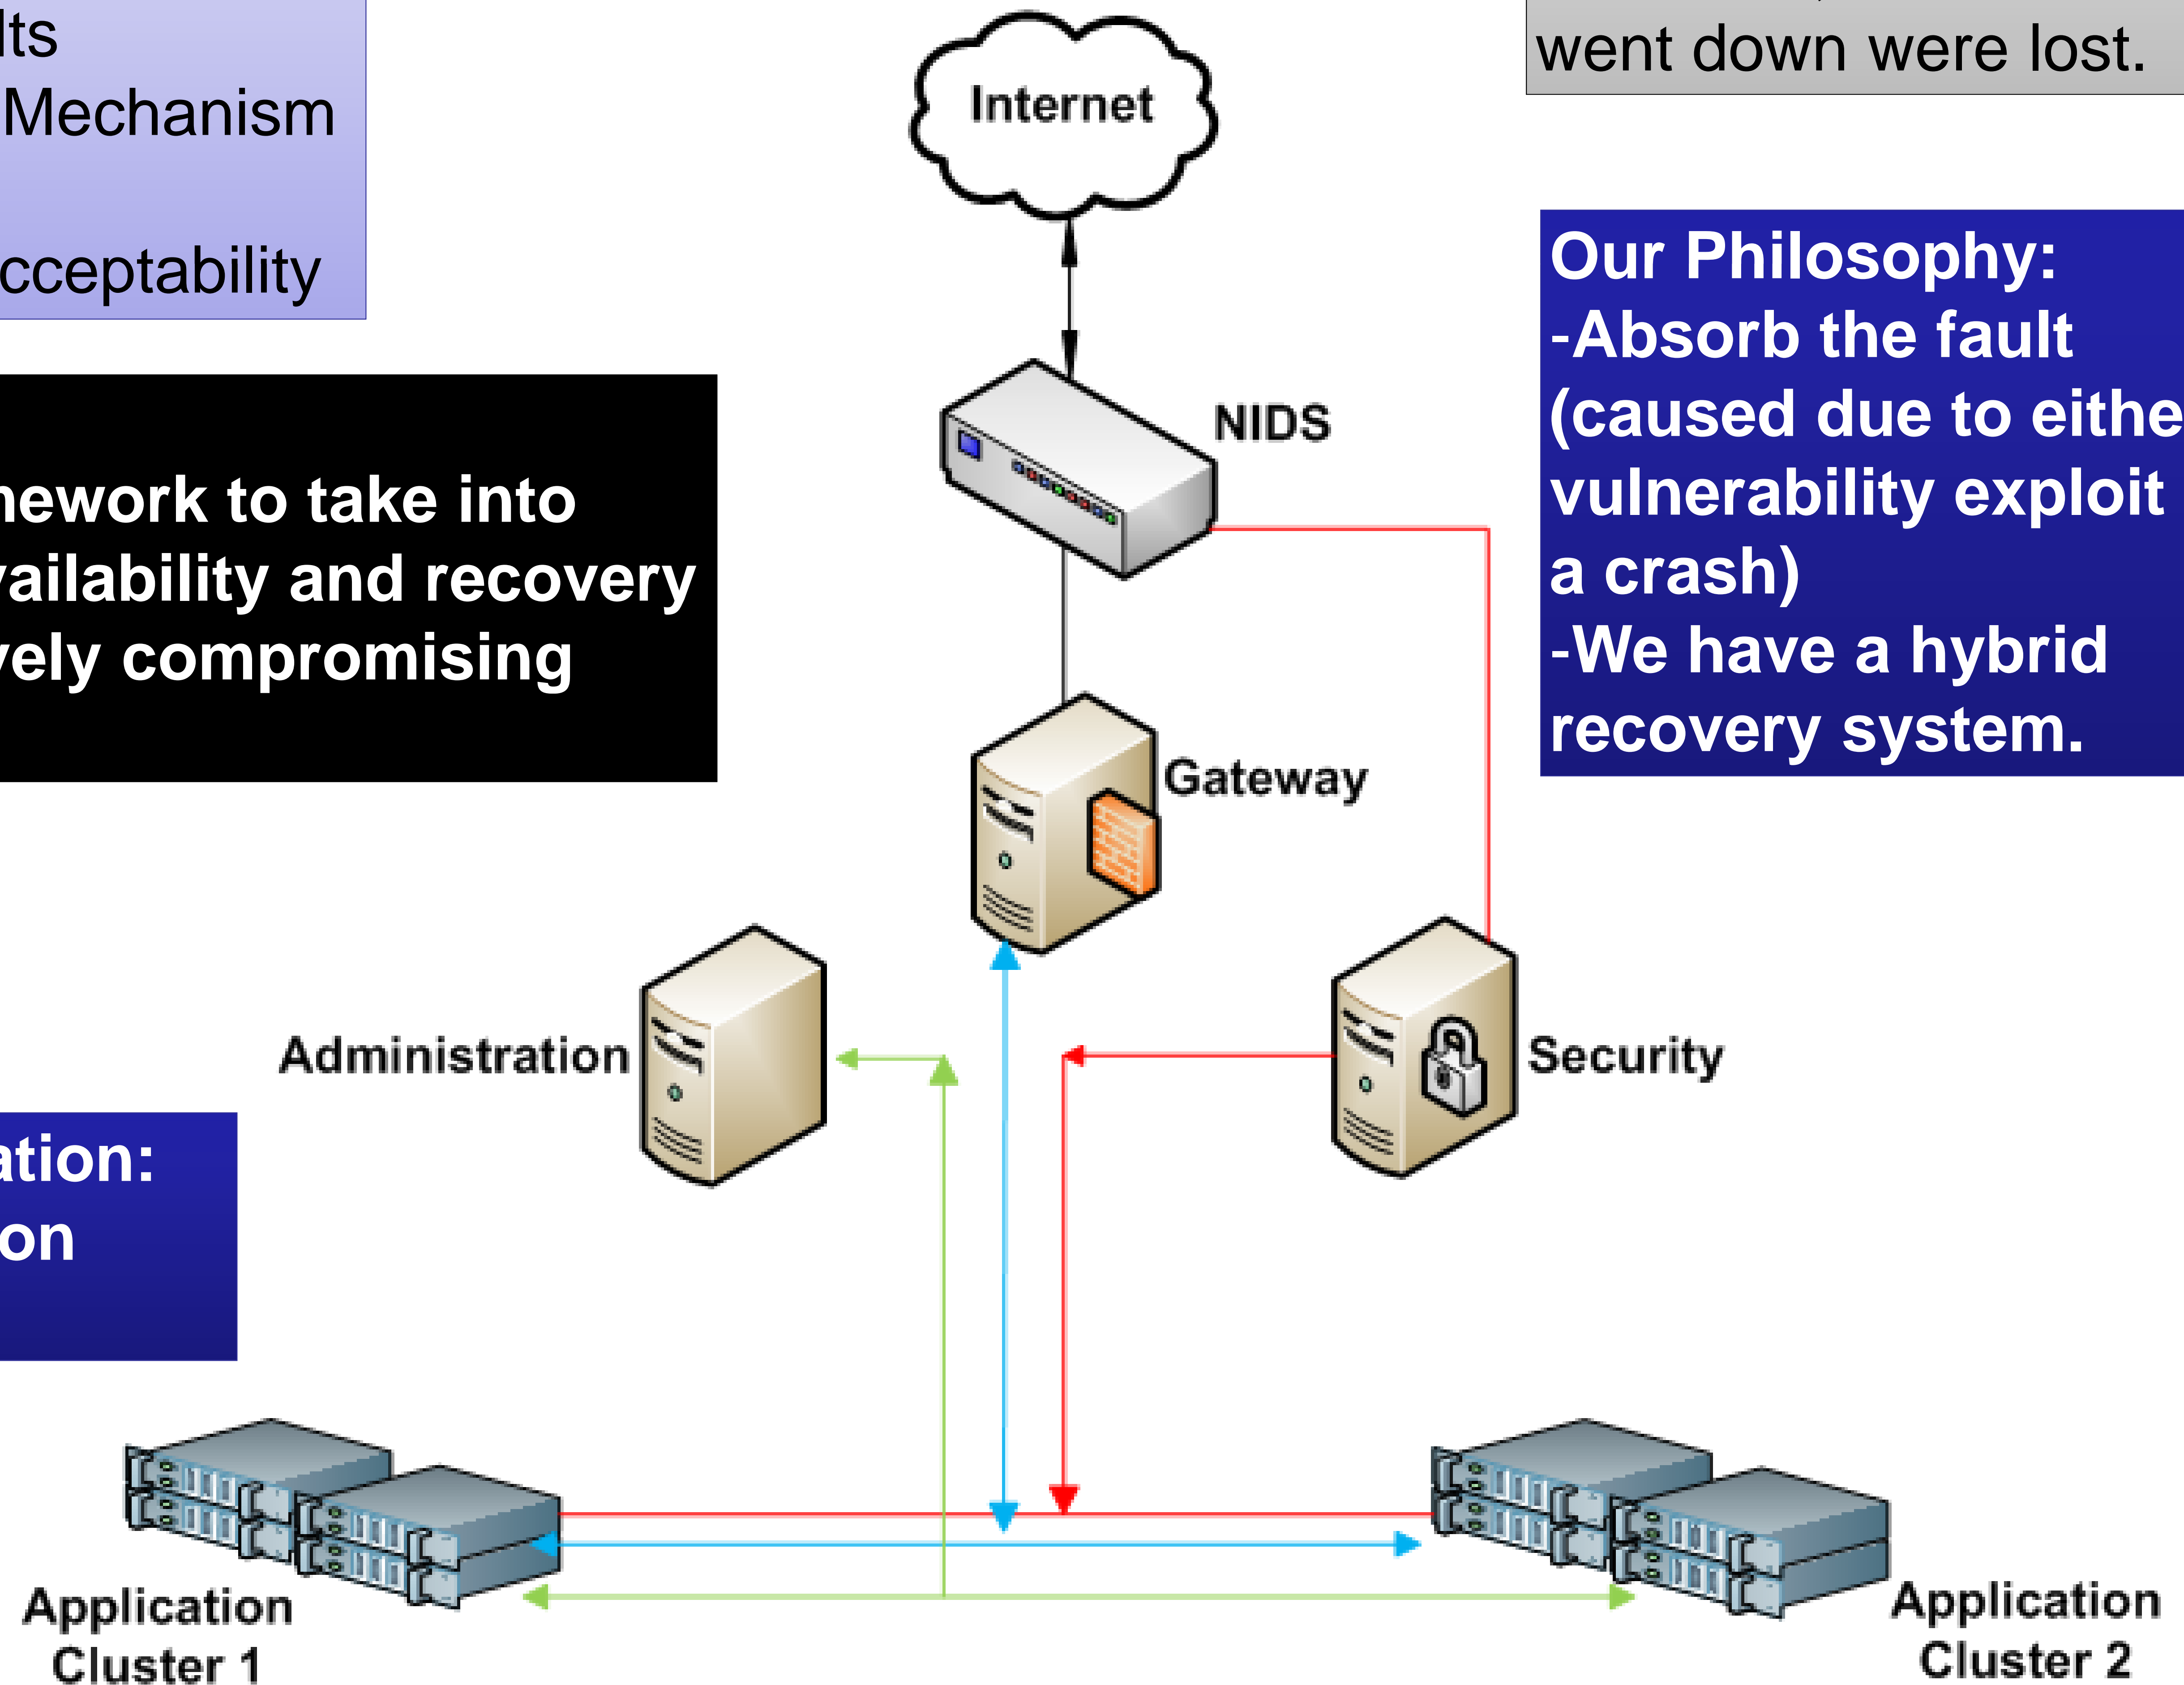 lts
Mechanism
cceptability
went down were lost.
Internet
Our Philosophy:
-Absorb the fault
(caused due to eithe
vulnerability exploit
a crash)
-We have a hybrid
recovery system.
NIDS
nework to take into
vailability and recovery
vely compromising
Gateway
Administration
Security
ation:
on
Application
Cluster 1
Application
Cluster 2